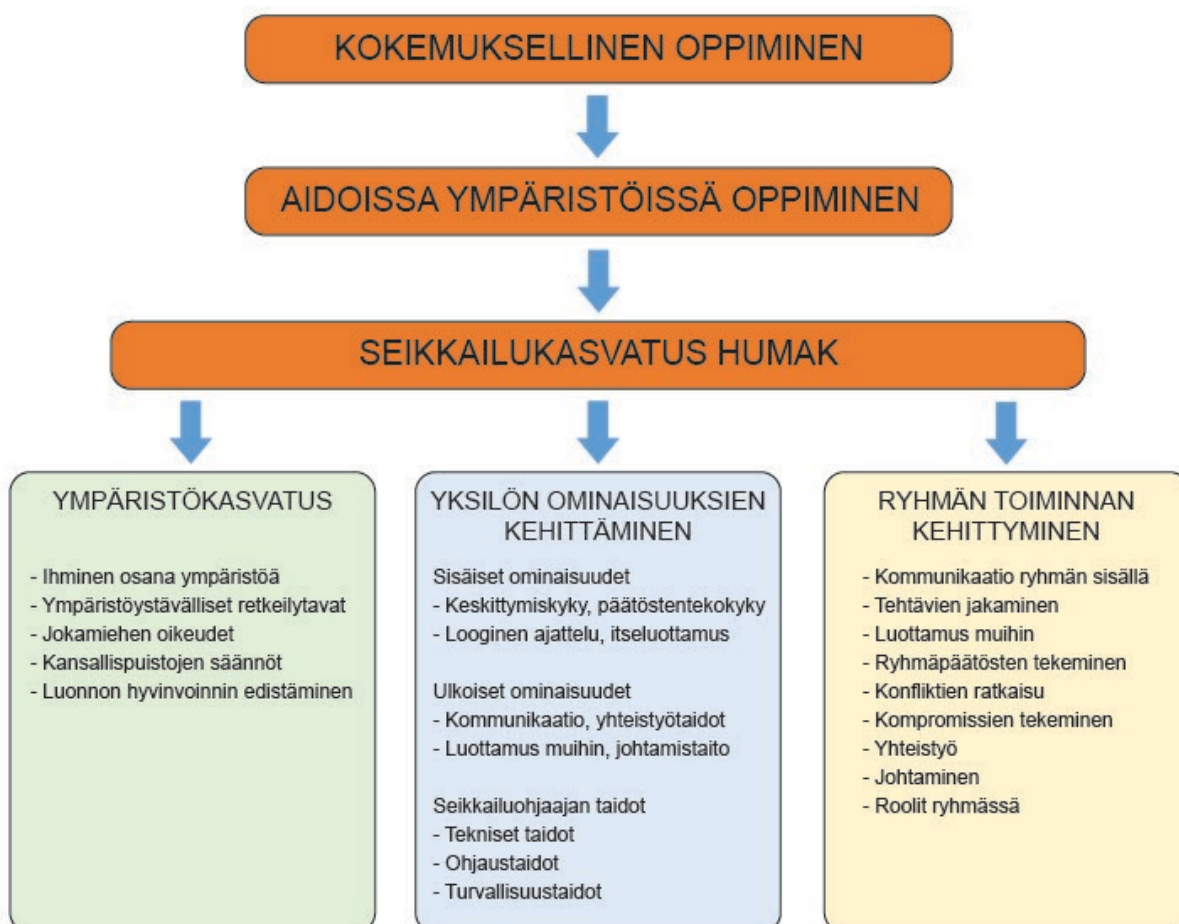 KOKEMUKSELLINEN OPPIMINEN
AIDOISSA YMPÄRISTÖISSÄ OPPIMINEN
SEIKKAILUKASVATUS HUMAK
YMPÄRISTÖKASVATUS
- Ihminen osana ympäristöä
- Ympäristöystävälliset retkeilytavat
- Jokamiehen oikeudet
- Kansallispuistojen säännöt
- Luonnon hyvinvoinnin edistäminen
YKSILÖN OMINAISUUKSIEN
KEHITTÄMINEN
Sisäiset ominaisuudet
- Keskittymiskyky, päätöstentekokyky
- Looginen ajattelu, itseluottamus
Ulkoiset ominaisuudet
- Kommunikaatio, yhteistyötaidot
- Luottamus muihin, johtamistaito
Seikkailuohjaajan taidot
- Tekniset taidot
- Ohjaustaidot
- Turvallisuustaidot
RYHMÄN TOIMINNAN
KEHITTYMINEN
- Kommunikaatio ryhmän sisällä
- Tehtävien jakaminen
- Luottamus muihin
- Ryhmäpäätösten tekeminen
- Konfliktien ratkaisu
- Kompromissien tekeminen
- Yhteistyö
- Johtaminen
- Roolit ryhmässä